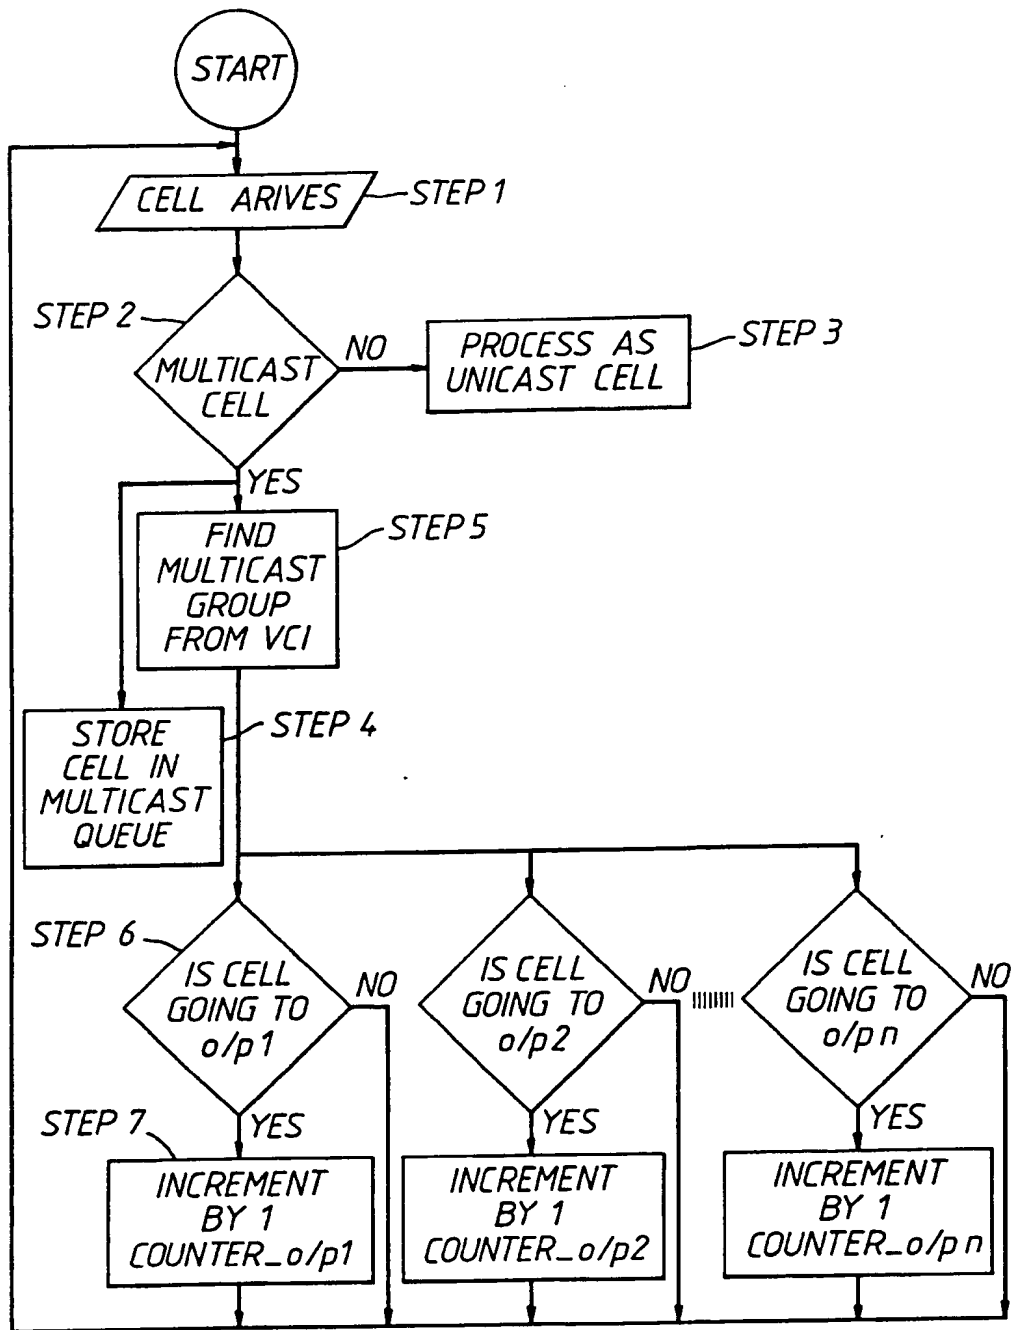 START
CELL ARIVES
STEP 1
STEP 2
MULTICAST
CELL
NO
PROCESS AS
UNICAST CELL
STEP 3
YES
FIND
MULTICAST
GROUP
FROM VCI
STEP 5
STORE
CELL IN
MULTICAST
QUEUE
STEP 4
STEP 6
IS CELL
GOING TO
o/p1
NO
IS CELL
GOING TO
o/p2
NO
IS CELL
GOING TO
o/pn
NO
STEP 7
YES
INCREMENT
BY 1
COUNTER_o/p1
YES
INCREMENT
BY 1
COUNTER_o/p2
YES
INCREMENT
BY 1
COUNTER_o/pn